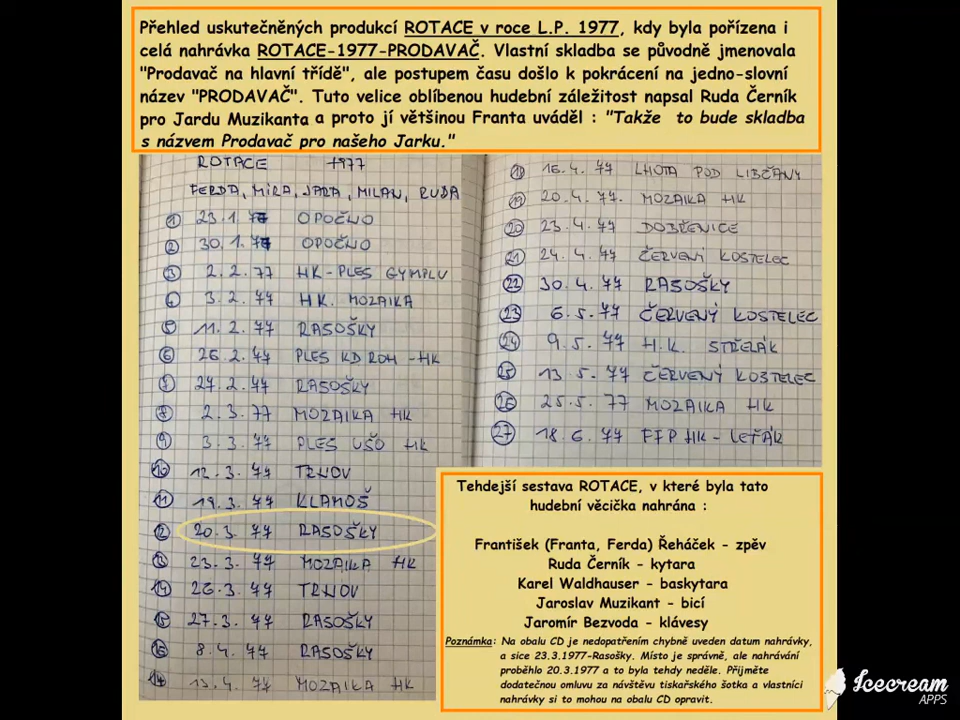 Přehled uskutečněných produkcí ROTACE v roce L.P. 1977, kdy byla pořízena i
celá nahrávka ROTACE-1977-PRODAVAČ. Vlastní skladba se původně jmenovala
"Prodavač na hlavní třídě", ale postupem času došlo k pokrácení na jedno-slovní
název "PRODAVAČ". Tuto velice oblíbenou hudební záležitost napsal Ruda Černík
pro Jardu Muzikanta a proto jí většinou Franta uváděl : "Takže to bude skladba
s názvem Prodavač pro našeho Jarku."
ROTACE 1977
FERDA, MÍRA, JARA, MILAN, RUDA
1 23.1.77 OPOČNO
2 30.1.77 OPOČNO
3 2.2.77 HK-PLES GYMPLU
4 3.2.77 HK. MOZAIKA
5 11.2.77 RASOŠKY
6 26.2.77 PLES KD ROH -HK
7 27.2.77 RASOŠKY
8 2.3.77 MOZAIKA HK
9 3.3.77 PLES UŠO HK
10 12.3.77 TRNOV
11 19.3.77 KLAMOŠ
12 20.3.77 RASOŠKY
13 23.3.77 MOZAIKA HK
14 26.3.77 TRNOV
15 27.3.77 RASOŠKY
16 8.4.77 RASOŠKY
17 13.4.77 MOZAIKA HK
18 16.4.77 LHOTA POD LIBČANY
19 20.4.77. MOZAIKA HK
20 23.4.77 DOBŘENICE
21 24.4.77 ČERVENÝ KOSTELEC
22 30.4.77 RASOŠKY
23 6.5.77 ČERVENÝ KOSTELEC
24 9.5.77 H.K. STŘELÁK
25 13.5.77 ČERVENÝ KOSTELEC
26 25.5.77 MOZAIKA HK
27 18.6.77 FTP HK-LEŤÁK
Tehdejší sestava ROTACE, v které byla tato
hudební věcička nahrána :
František (Franta, Ferda) Řeháček - zpěv
Ruda Černík - kytara
Karel Waldhauser - baskytara
Jaroslav Muzikant - bicí
Jaromír Bezvoda - klávesy
Poznámka: Na obalu CD je nedopatřením chybně uveden datum nahrávky,
a sice 23.3.1977-Rasošky. Místo je správně, ale nahrávání
proběhlo 20.3.1977 a to byla tehdy neděle. Přijměte
dodatečnou omluvu za návštěvu tiskařského šotka a vlastníci
nahrávky si to mohou na obalu CD opravit.
Icecream
APPS